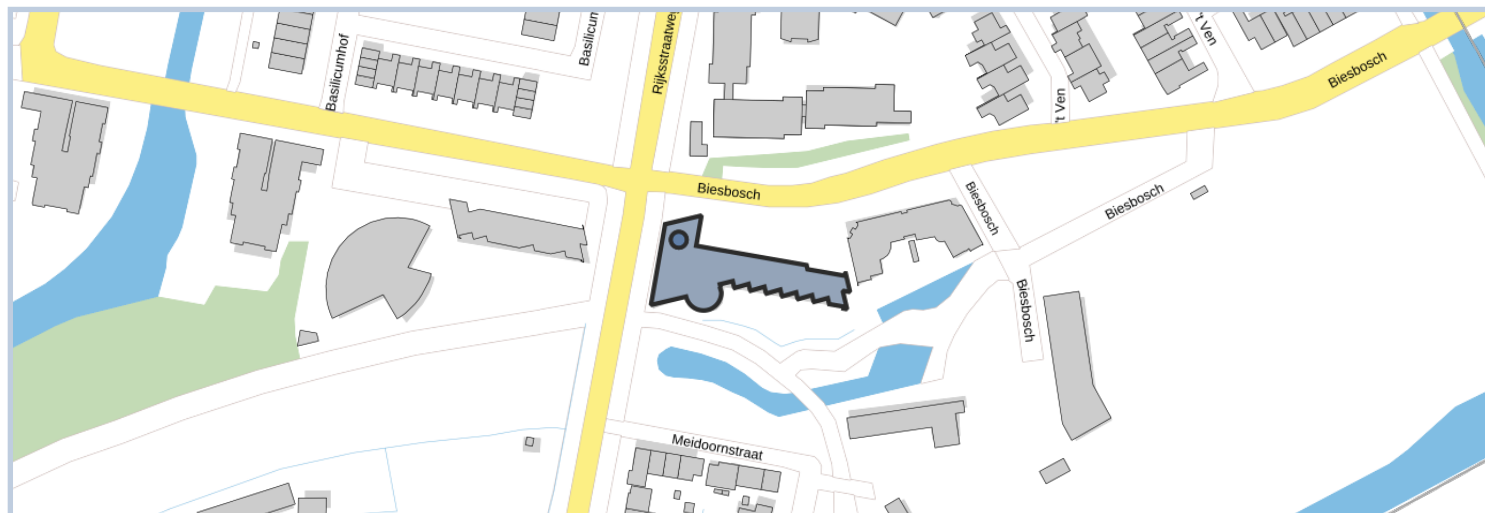 Basilicumhof
Basilicum
Rijksstraatweg
't Ven
't Ven
Biesbosch
Biesbosch
Biesbosch
Biesbosch
Biesbosch
Meidoornstraat